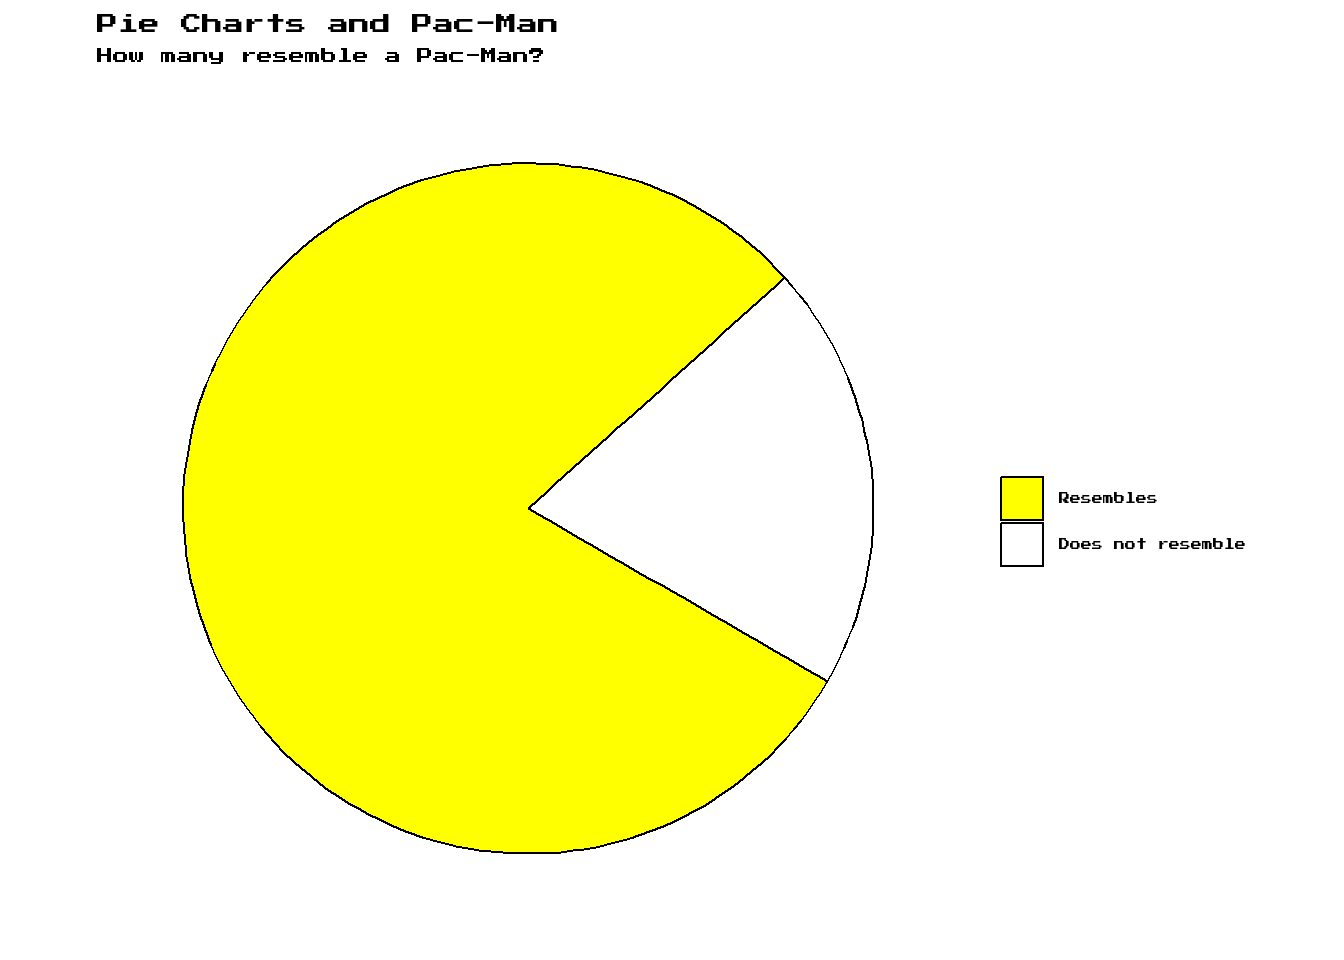 Pie Charts and Pac-Man
How many resemble a Pac-Man?
Resembles
Does not resemble